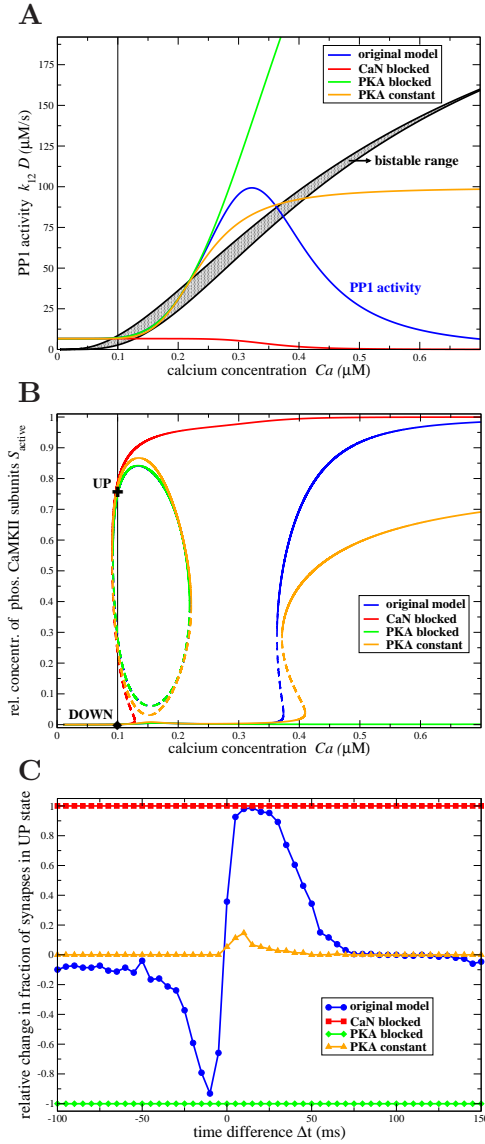 A
original model
CaN blocked
PKA blocked
PKA constant
bistable range
PP1 activity
PP1 activity k12 D (μM/s)
175
150
125
100
75
50
25
0
0 0.1 0.2 0.3 0.4 0.5 0.6
calcium concentration Ca (μM)
B
UP
DOWN
original model
CaN blocked
PKA blocked
PKA constant
rel. concentr. of phos. CaMKII subunits Sactive
1
0.9
0.8
0.7
0.6
0.5
0.4
0.3
0.2
0.1
0
0 0.1 0.2 0.3 0.4 0.5 0.6
calcium concentration Ca (μM)
C
relative change in fraction of synapses in UP state
1
0.8
0.6
0.4
0.2
0
-0.2
-0.4
-0.6
-0.8
-1
original model
CaN blocked
PKA blocked
PKA constant
-100 -50 0 50 100 150
time difference Δt (ms)